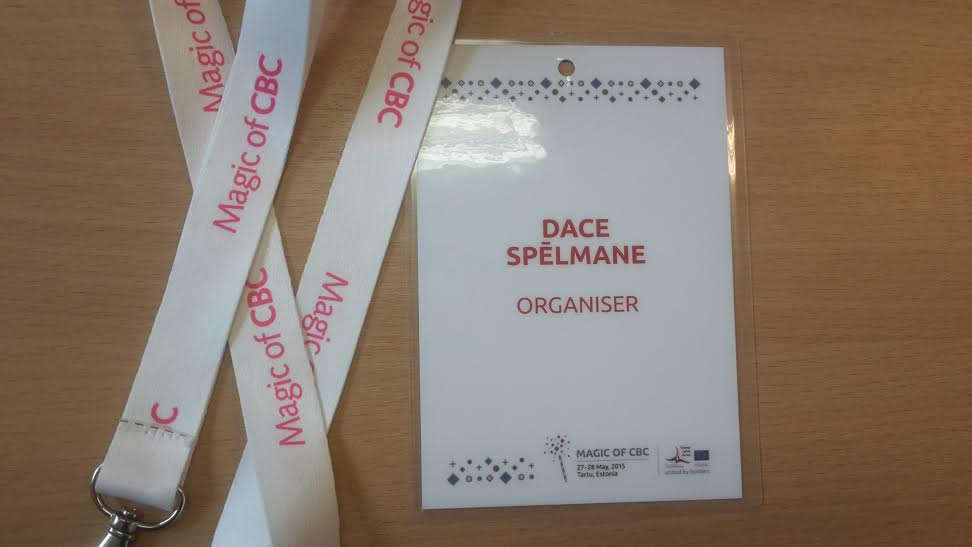 Magic of
Magic of CBC
Magic of CBC
Magic of CBC
Magic
C
DACE
SPĒLMANE
ORGANISER
MAGIC OF CBC
27-28 May, 2015
Tartu, Estonia
united by borders